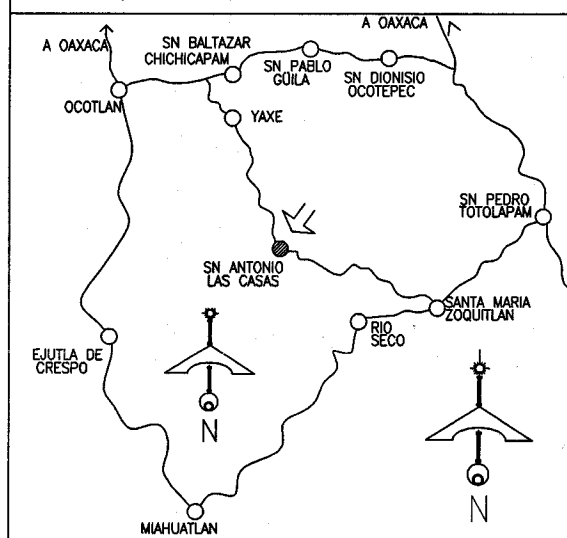 A OAXACA
A OAXACA
SN BALTAZAR
CHICHICAPAM
SN PABLO
GÜILA
SN DIONISIO
OCOTEPEC
OCOTLAN
YAXE
SN PEDRO
TOTOLAPAM
SN ANTONIO
LAS CASAS
SANTA MARIA
ZOQUITLAN
RIO
SECO
EJUTLA DE
CRESPO
N
N
MIAHUATLAN